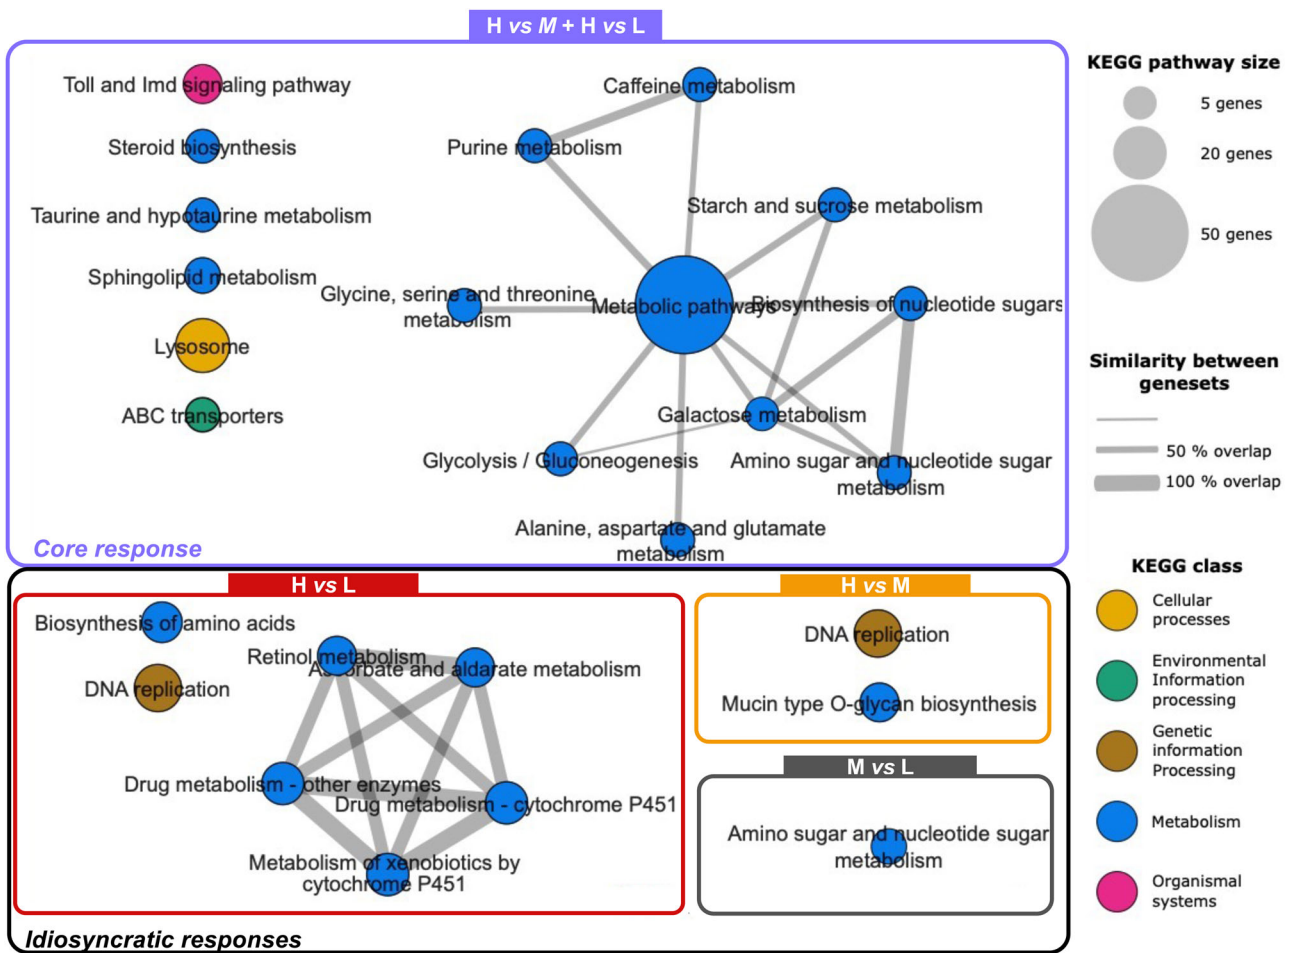 H vs M + H vs L
Toll and Imd signaling pathway
Steroid biosynthesis
Taurine and hypotaurine metabolism
Sphingolipid metabolism
Lysosome
ABC transporters
Caffeine metabolism
Purine metabolism
Starch and sucrose metabolism
Glycine, serine and threonine
metabolism
Metabolic pathways
Biosynthesis of nucleotide sugars
Galactose metabolism
Glycolysis / Gluconeogenesis
Amino sugar and nucleotide sugar
metabolism
Alanine, aspartate and glutamate
metabolism
Core response
H vs L
Biosynthesis of amino acids
DNA replication
Retinol metabolism
Ascorbate and aldarate metabolism
Drug metabolism - other enzymes
Drug metabolism - cytochrome P451
Metabolism of xenobiotics by
cytochrome P451
H vs M
DNA replication
Mucin type O-glycan biosynthesis
M vs L
Amino sugar and nucleotide sugar
metabolism
Idiosyncratic responses
KEGG pathway size
5 genes
20 genes
50 genes
Similarity between
genesets
50 % overlap
100 % overlap
KEGG class
Cellular
processes
Environmental
Information
processing
Genetic
information
Processing
Metabolism
Organismal
systems